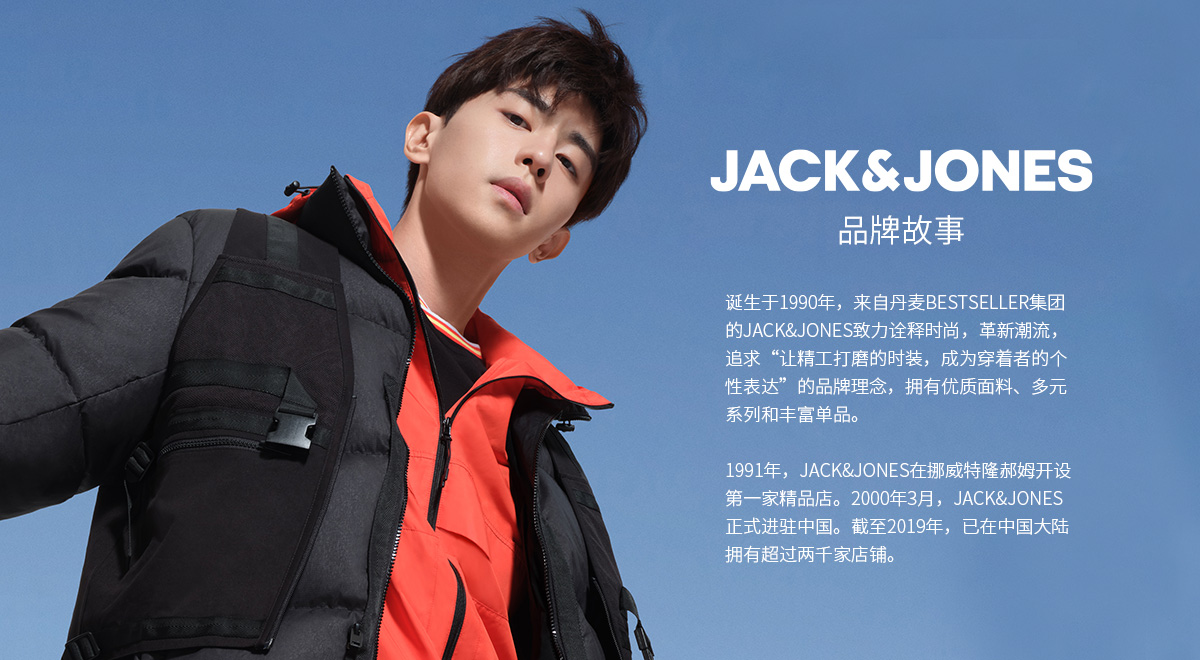 JACK&JONES
品牌故事
诞生于1990年，来自丹麦BESTSELLER集团
的JACK&JONES致力诠释时尚，革新潮流，
追求“让精工打磨的时装，成为穿着者的个
性表达”的品牌理念，拥有优质面料、多元
系列和丰富单品。
1991年，JACK&JONES在挪威特隆郝姆开设
第一家精品店。2000年3月，JACK&JONES
正式进驻中国。截至2019年，已在中国大陆
拥有超过两千家店铺。